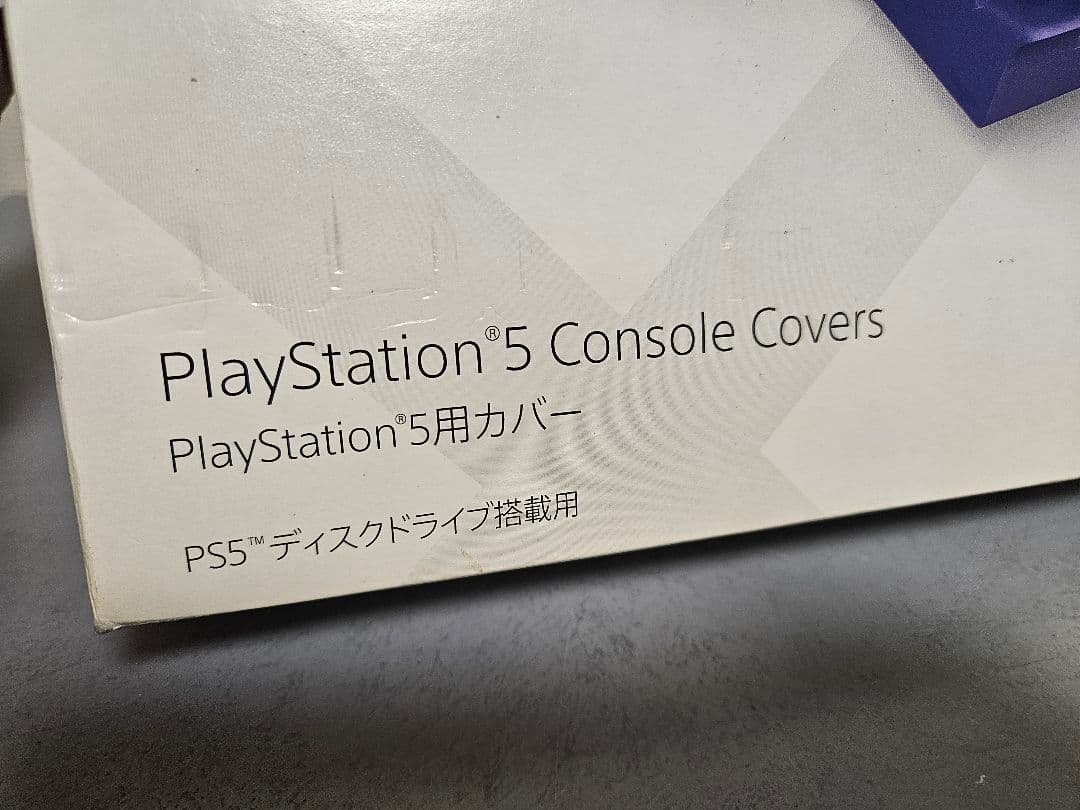 PlayStation®5 Console Covers
PlayStation®5用カバー
PS5™ディスクドライブ搭載用